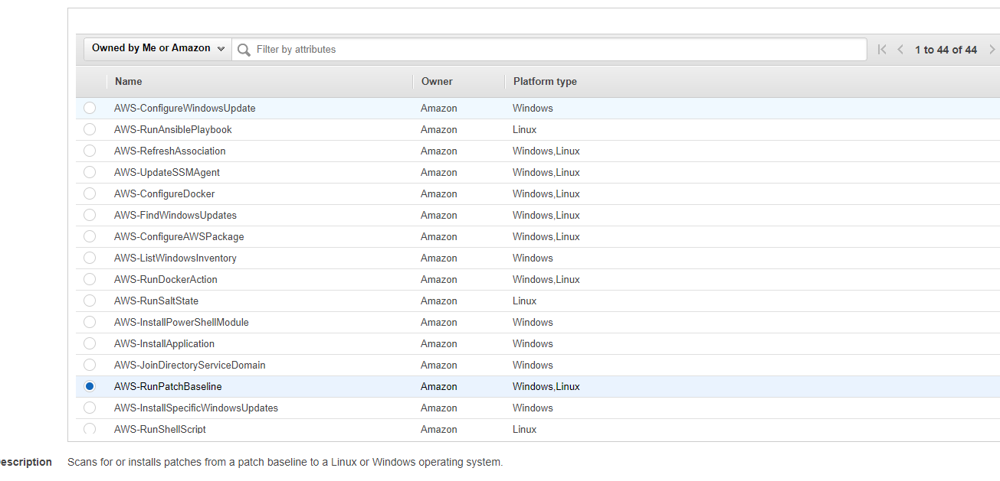 Owned by Me or Amazon Filter by attributes 1 to 44 of 44
Name Owner Platform type
AWS-ConfigureWindowsUpdate Amazon Windows
AWS-RunAnsiblePlaybook Amazon Linux
AWS-RefreshAssociation Amazon Windows,Linux
AWS-UpdateSSMAgent Amazon Windows,Linux
AWS-ConfigureDocker Amazon Windows,Linux
AWS-FindWindowsUpdates Amazon Windows,Linux
AWS-ConfigureAWSPackage Amazon Windows,Linux
AWS-ListWindowsInventory Amazon Windows
AWS-RunDockerAction Amazon Windows,Linux
AWS-RunSaltState Amazon Linux
AWS-InstallPowerShellModule Amazon Windows
AWS-InstallApplication Amazon Windows
AWS-JoinDirectoryServiceDomain Amazon Windows
AWS-RunPatchBaseline Amazon Windows,Linux
AWS-InstallSpecificWindowsUpdates Amazon Windows
AWS-RunShellScript Amazon Linux
escription Scans for or installs patches from a patch baseline to a Linux or Windows operating system.